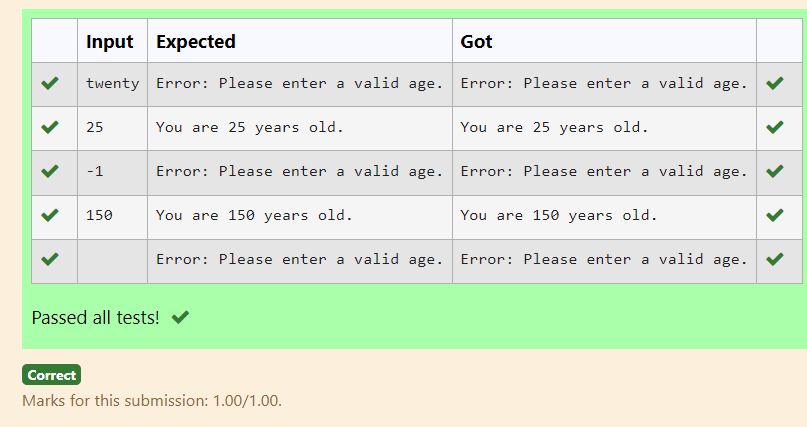 Input Expected Got
twenty Error: Please enter a valid age. Error: Please enter a valid age.
25 You are 25 years old. You are 25 years old.
-1 Error: Please enter a valid age. Error: Please enter a valid age.
150 You are 150 years old. You are 150 years old.
Error: Please enter a valid age. Error: Please enter a valid age.
Passed all tests!
Correct
Marks for this submission: 1.00/1.00.